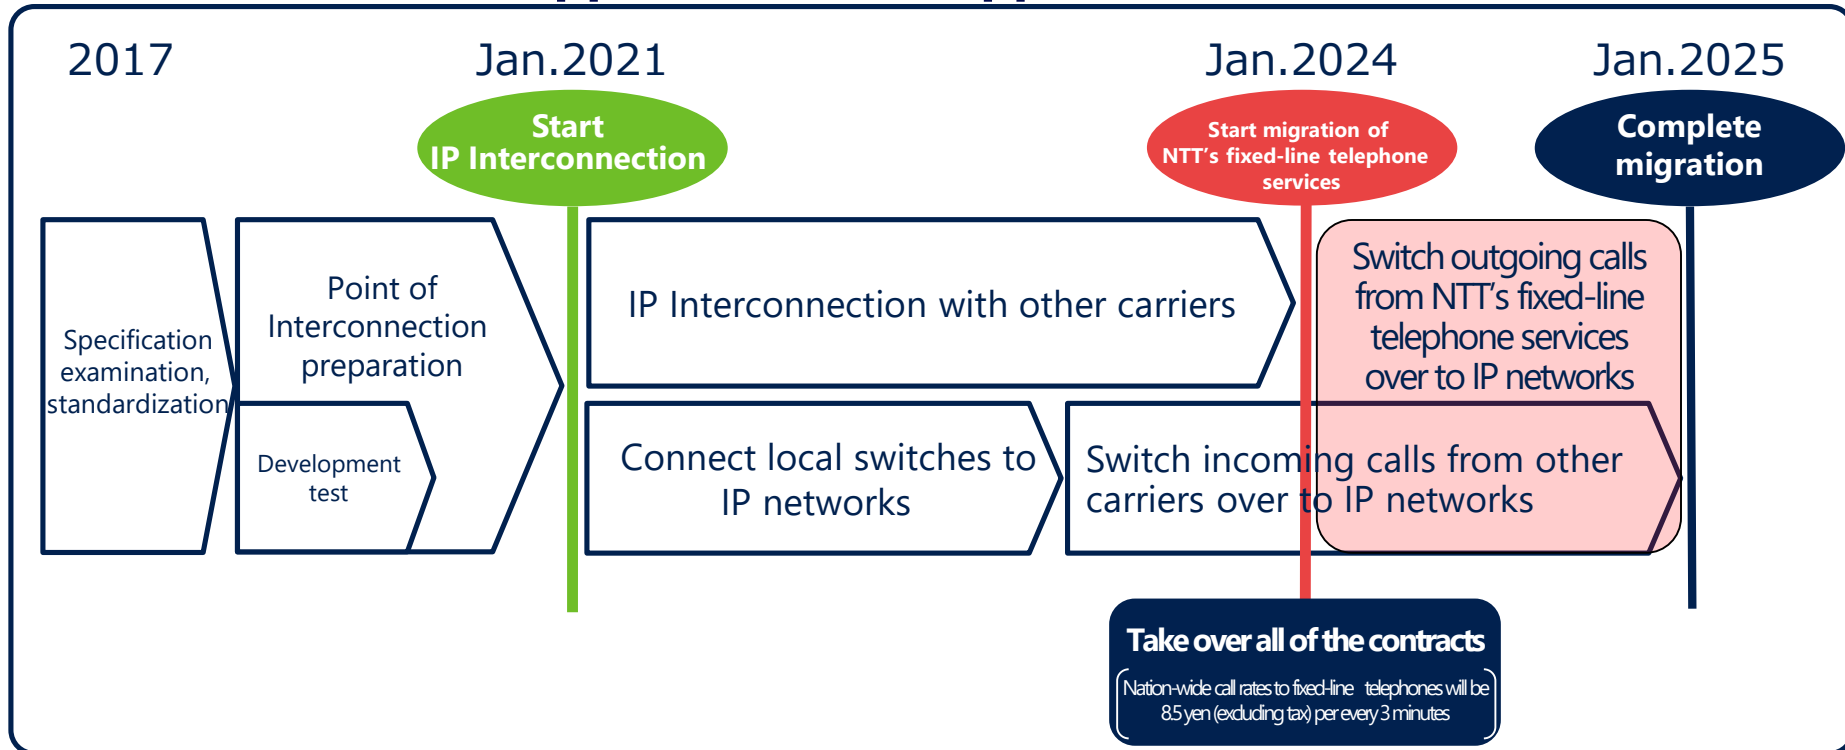 2017
Jan.2021
Jan.2024
Jan.2025
Start
IP Interconnection
Start migration of
NTT's fixed-line telephone
services
Complete
migration
Specification
examination,
standardization
Point of
Interconnection
preparation
Development
test
IP Interconnection with other carriers
Connect local switches to
IP networks
Switch outgoing calls
from NTT's fixed-line
telephone services
over to IP networks
Switch incoming calls from other
carriers over to IP networks
Take over all of the contracts
Nation-wide call rates to fixed-line telephones will be
8.5 yen (excluding tax) per every 3 minutes